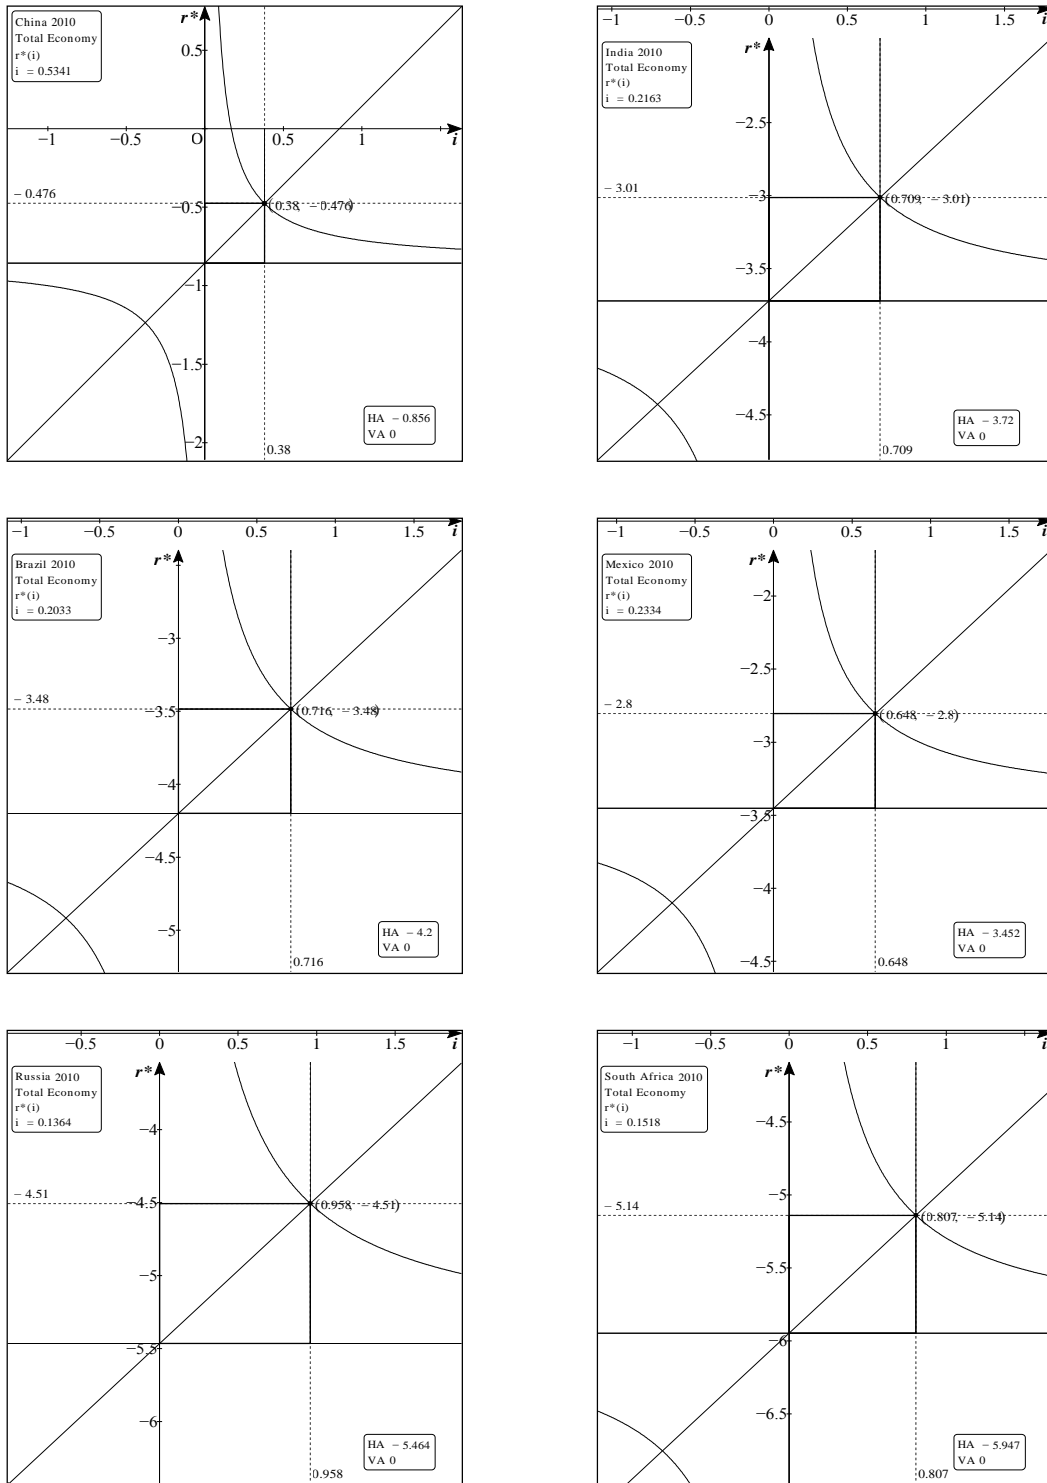 China 2010
Total Economy
r*(i)
i = 0.5341
r*
0.5
−1
−0.5
O
0.5
1
i
− 0.476
−0.5
(0.38, − 0.476)
−1
−1.5
−2
HA − 0.856
VA 0
0.38
−1
−0.5
0
0.5
1
1.5
i
India 2010
Total Economy
r*(i)
i = 0.2163
r*
−2.5
− 3.01
−3
(0.709, − 3.01)
−3.5
−4
−4.5
HA − 3.72
VA 0
0.709
−1
−0.5
0
0.5
1
1.5
i
Brazil 2010
Total Economy
r*(i)
i = 0.2033
r*
−3
− 3.48
−3.5
(0.716, − 3.48)
−4
−4.5
−5
HA − 4.2
VA 0
0.716
−1
−0.5
0
0.5
1
1.5
i
Mexico 2010
Total Economy
r*(i)
i = 0.2334
r*
−2
−2.5
− 2.8
(0.648, − 2.8)
−3
−3.5
−4
−4.5
HA − 3.452
VA 0
0.648
−0.5
0
0.5
1
1.5
i
Russia 2010
Total Economy
r*(i)
i = 0.1364
r*
−4
− 4.51
−4.5
(0.958, − 4.51)
−5
−5.5
−6
HA − 5.464
VA 0
0.958
−1
−0.5
0
0.5
1
i
South Africa 2010
Total Economy
r*(i)
i = 0.1518
r*
−4.5
−5
− 5.14
(0.807, − 5.14)
−5.5
−6
−6.5
HA − 5.947
VA 0
0.807